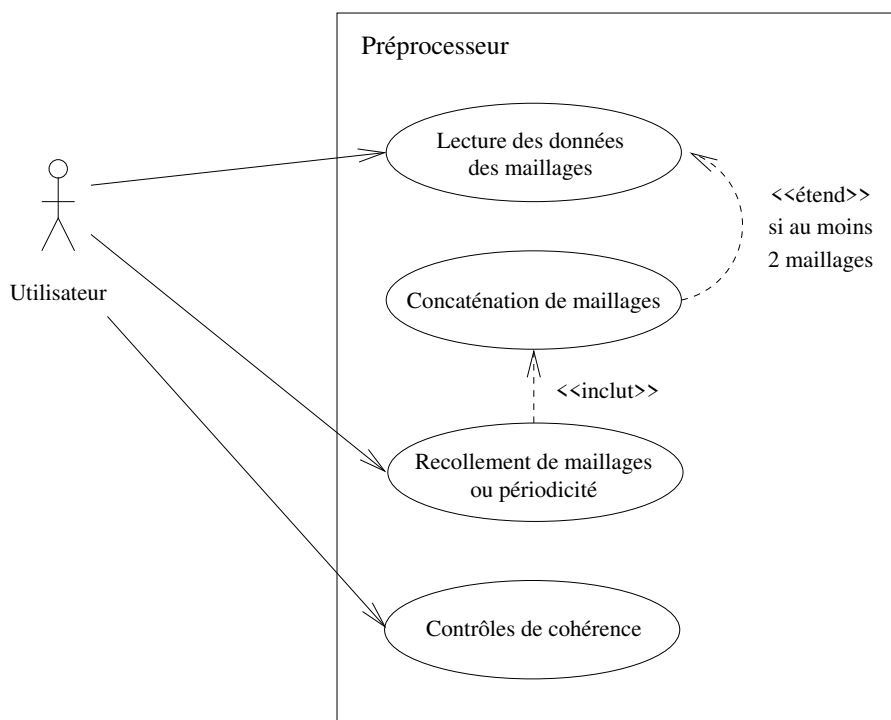 Préprocesseur
Lecture des données
des maillages
<<étend>>
si au moins
2 maillages
Utilisateur
Concaténation de maillages
<<inclut>>
Recollement de maillages
ou périodicité
Contrôles de cohérence